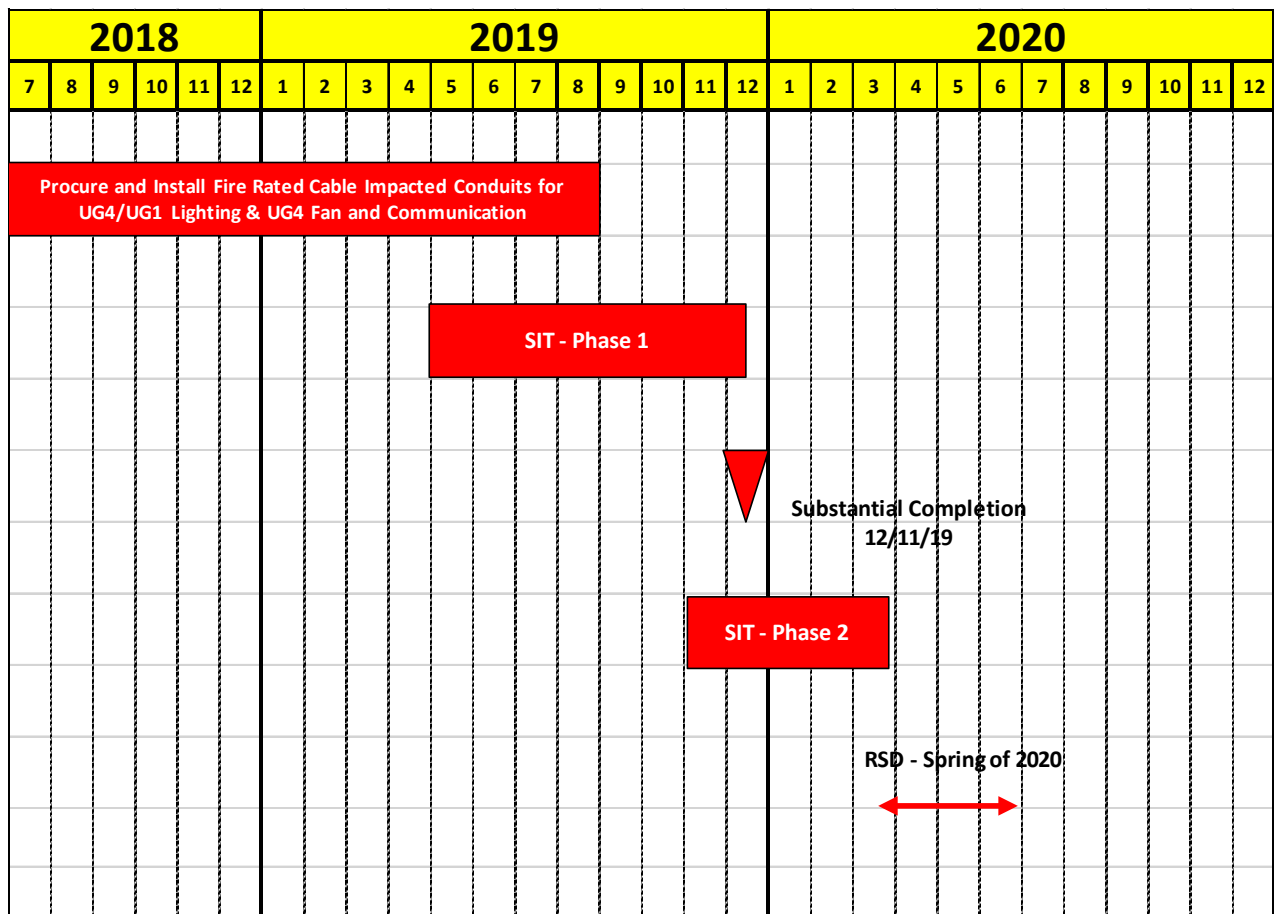 2018 2019 2020
7 8 9 10 11 12 1 2 3 4 5 6 7 8 9 10 11 12 1 2 3 4 5 6 7 8 9 10 11 12
Procure and Install Fire Rated Cable Impacted Conduits for
UG4/UG1 Lighting & UG4 Fan and Communication
SIT - Phase 1
Substantial Completion
12/11/19
SIT - Phase 2
RSD - Spring of 2020